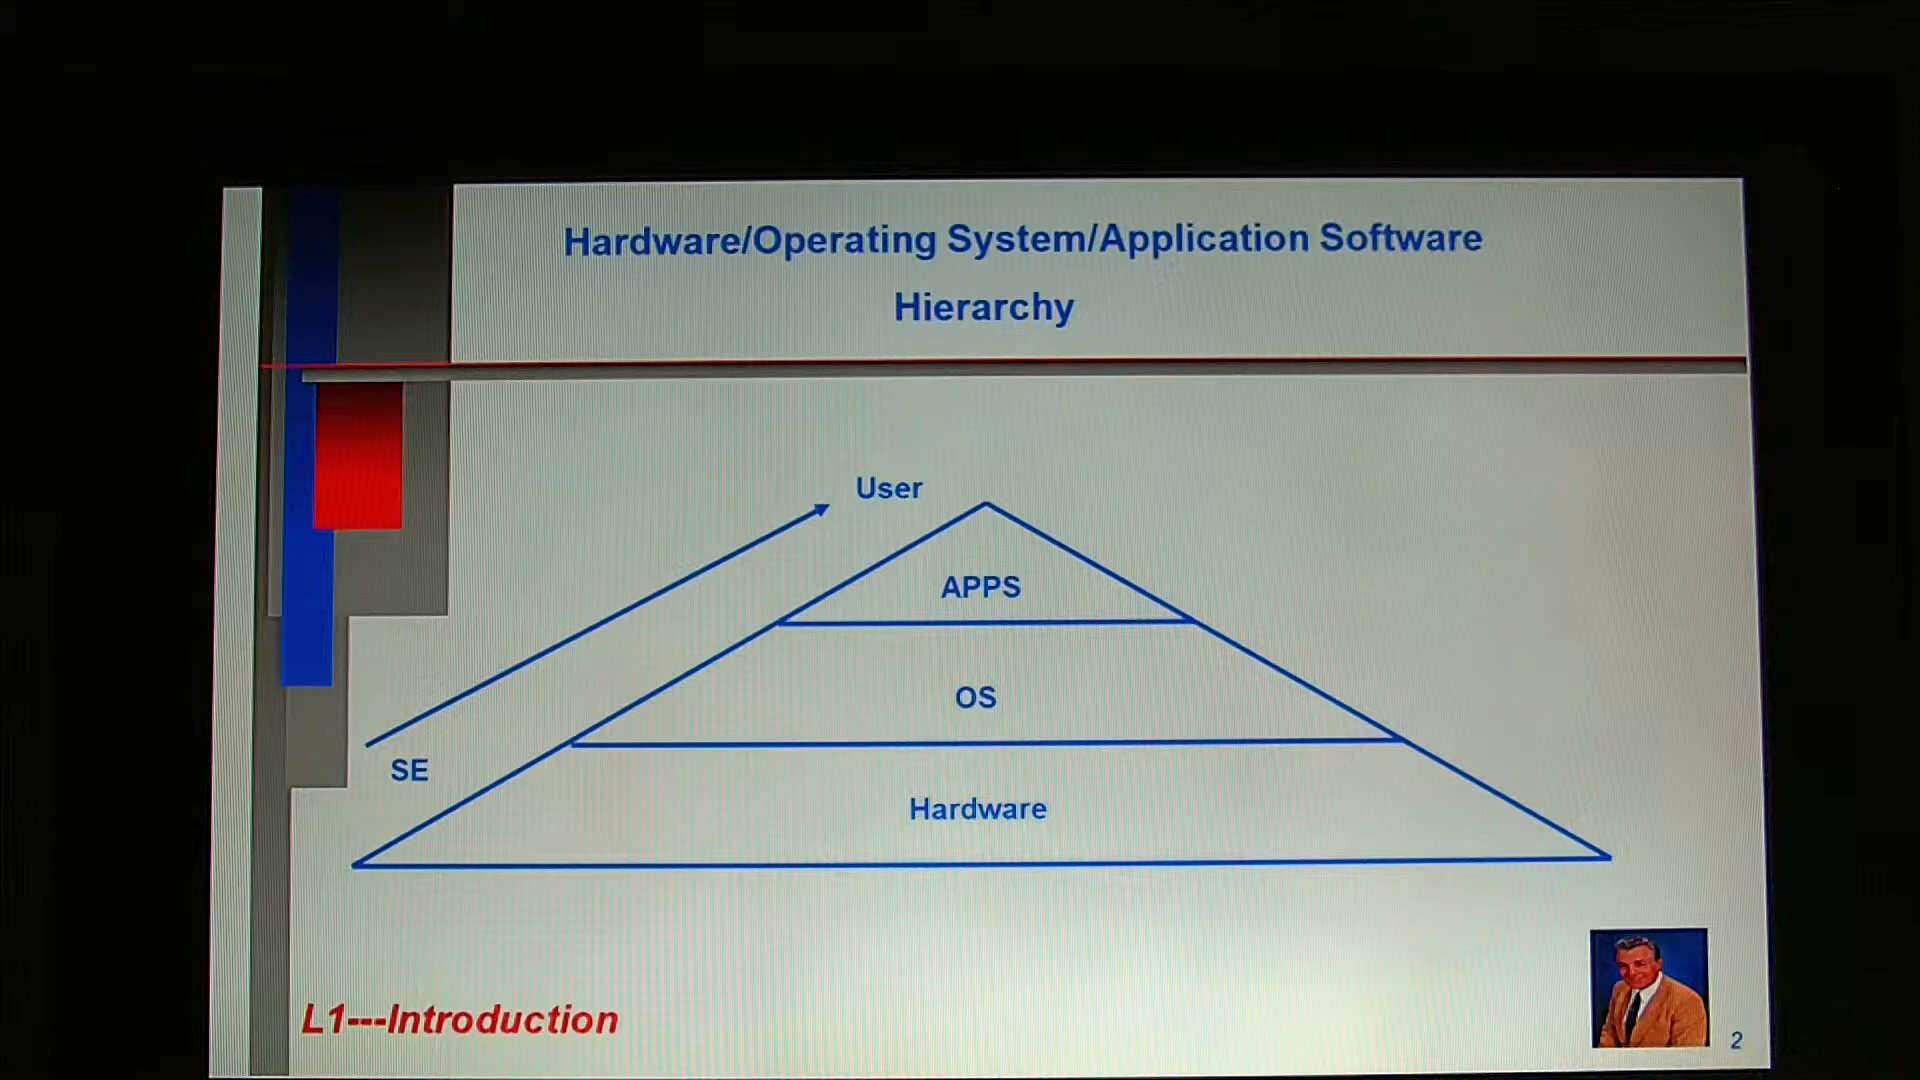 Hardware/Operating System/Application Software
Hierarchy
User
APPS
OS
SE
Hardware
L1---Introduction
2